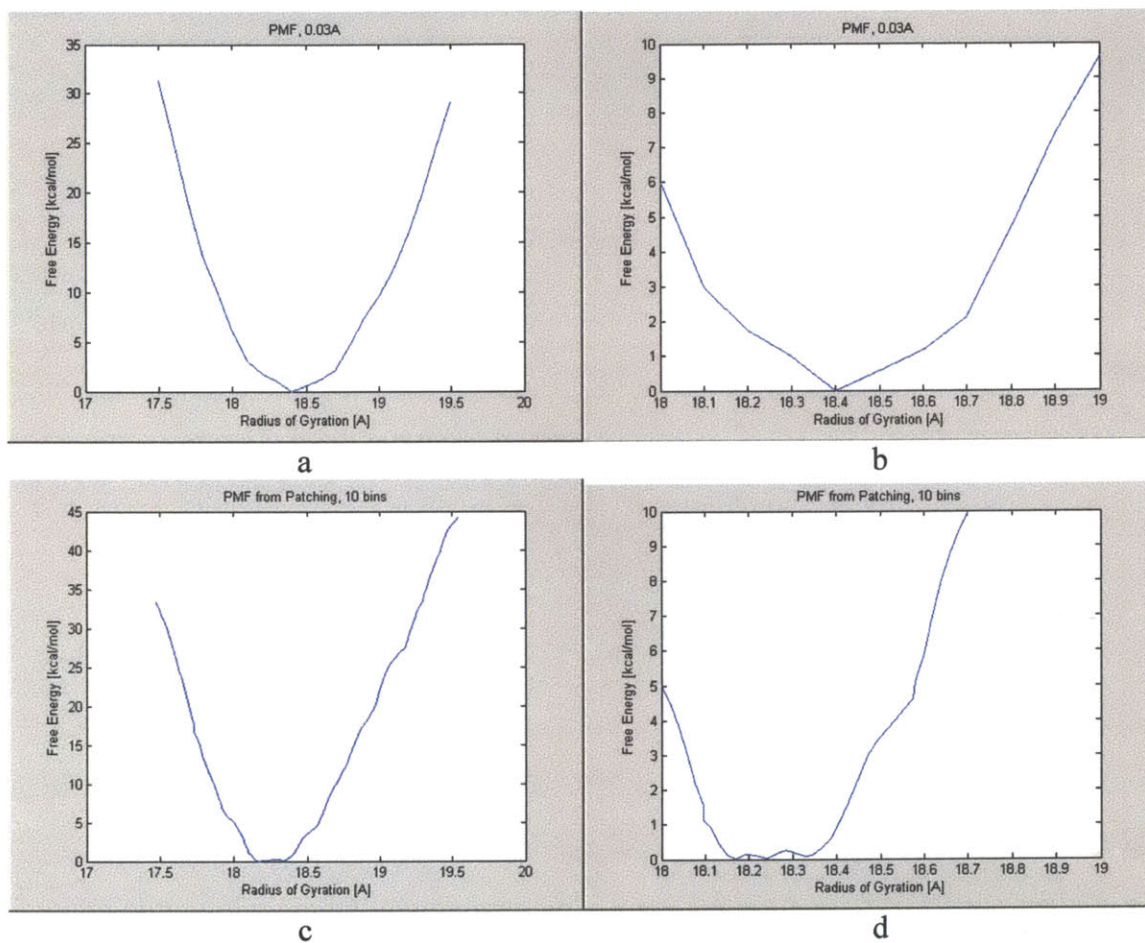 PMF, 0.03A
35
30
25
20
15
10
5
0
Free Energy [kcal/mol]
17 17.5 18 18.5 19 19.5 20
Radius of Gyration [A]
a
PMF, 0.03A
10
9
8
7
6
5
4
3
2
1
0
Free Energy [kcal/mol]
18 18.1 18.2 18.3 18.4 18.5 18.6 18.7 18.8 18.9 19
Radius of Gyration [A]
b
PMF from Patching, 10 bins
45
40
35
30
25
20
15
10
5
0
Free Energy [kcal/mol]
17 17.5 18 18.5 19 19.5 20
Radius of Gyration [A]
c
PMF from Patching, 10 bins
10
9
8
7
6
5
4
3
2
1
0
Free Energy [kcal/mol]
18 18.1 18.2 18.3 18.4 18.5 18.6 18.7 18.8 18.9 19
Radius of Gyration [A]
d